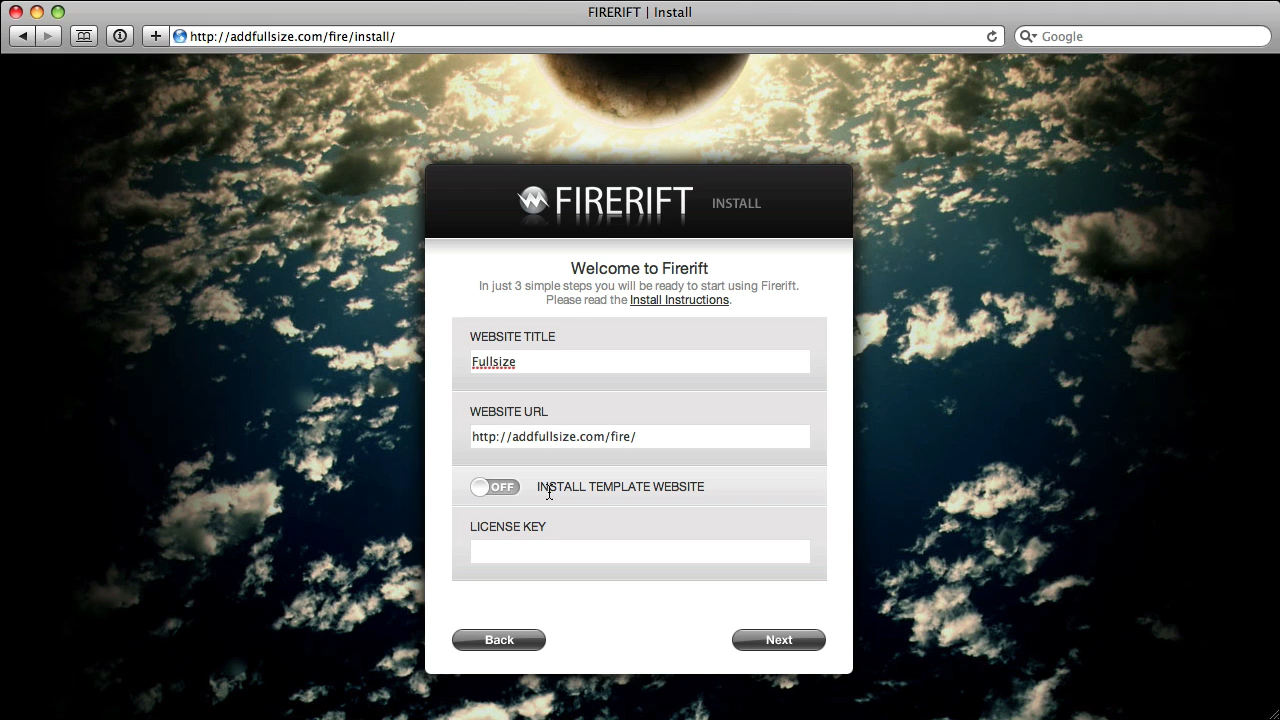 FIRERIFT | Install
http://addfullsize.com/fire/install/
Google
FIRERIFT INSTALL
Welcome to Firerift
In just 3 simple steps you will be ready to start using Firerift.
Please read the Install Instructions.
WEBSITE TITLE
Fullsize
WEBSITE URL
http://addfullsize.com/fire/
OFF INSTALL TEMPLATE WEBSITE
LICENSE KEY
Back Next